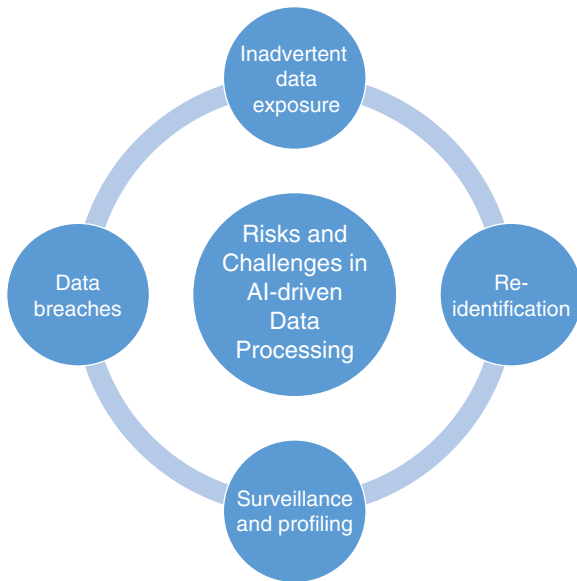 Inadvertent
data
exposure
Risks and
Challenges in
AI-driven
Data
Processing
Data
breaches
Re-
identification
Surveillance
and profiling